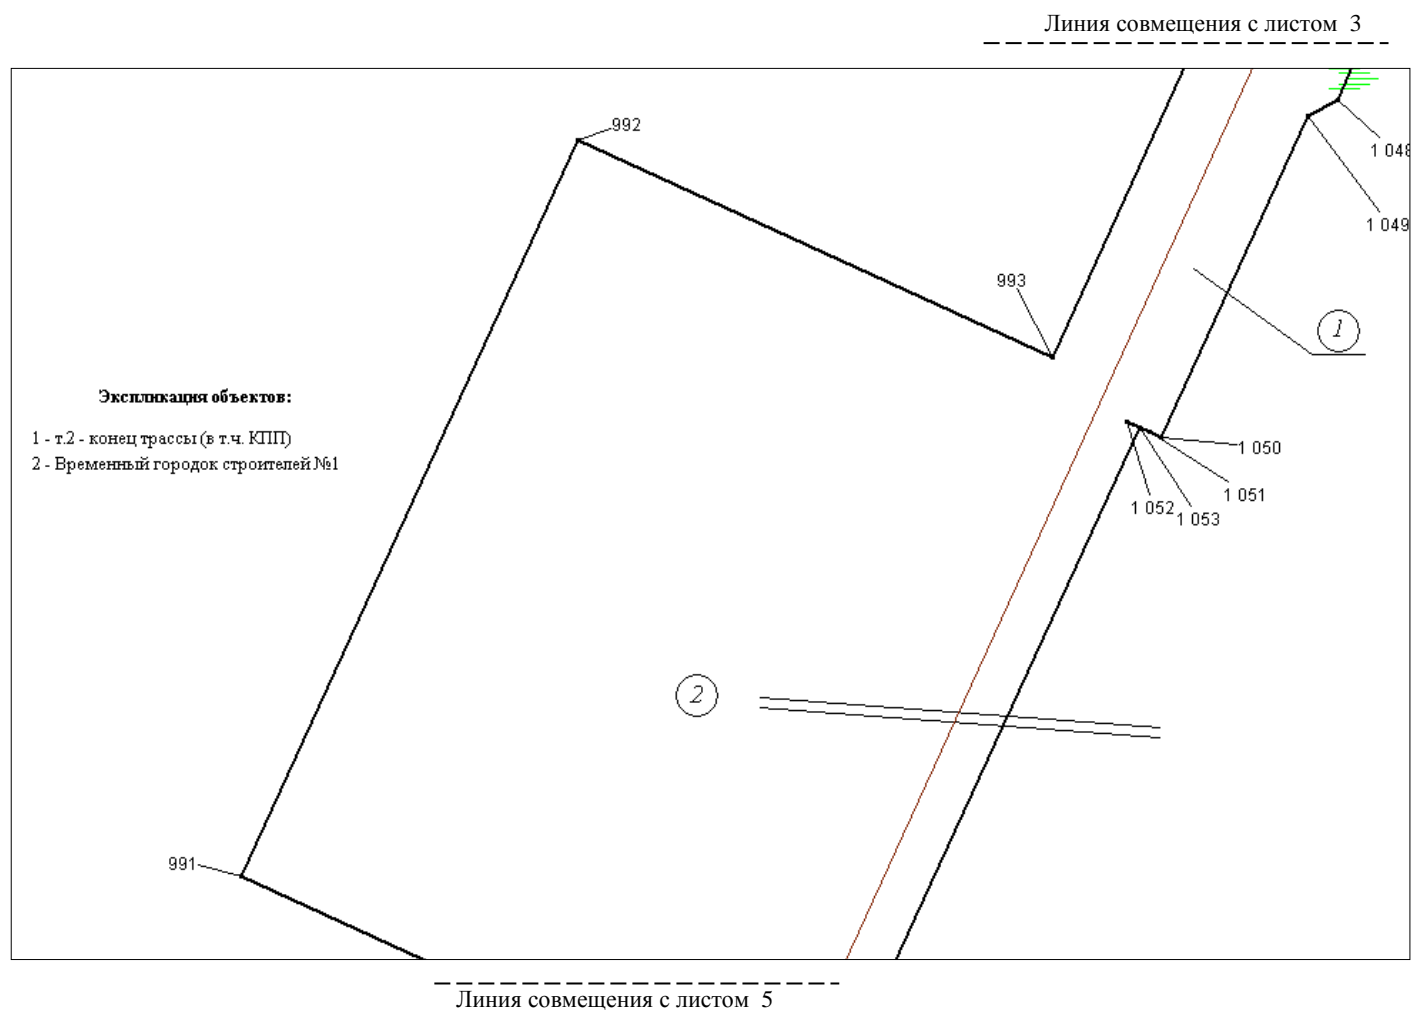 Линия совмещения с листом 3
992
1 048
1 049
993
1
Экспликация объектов:
1 - т.2 - конец трассы (в т.ч. КПП)
2 - Временный городок строителей №1
1 050
1 051
1 052
1 053
2
991
Линия совмещения с листом 5